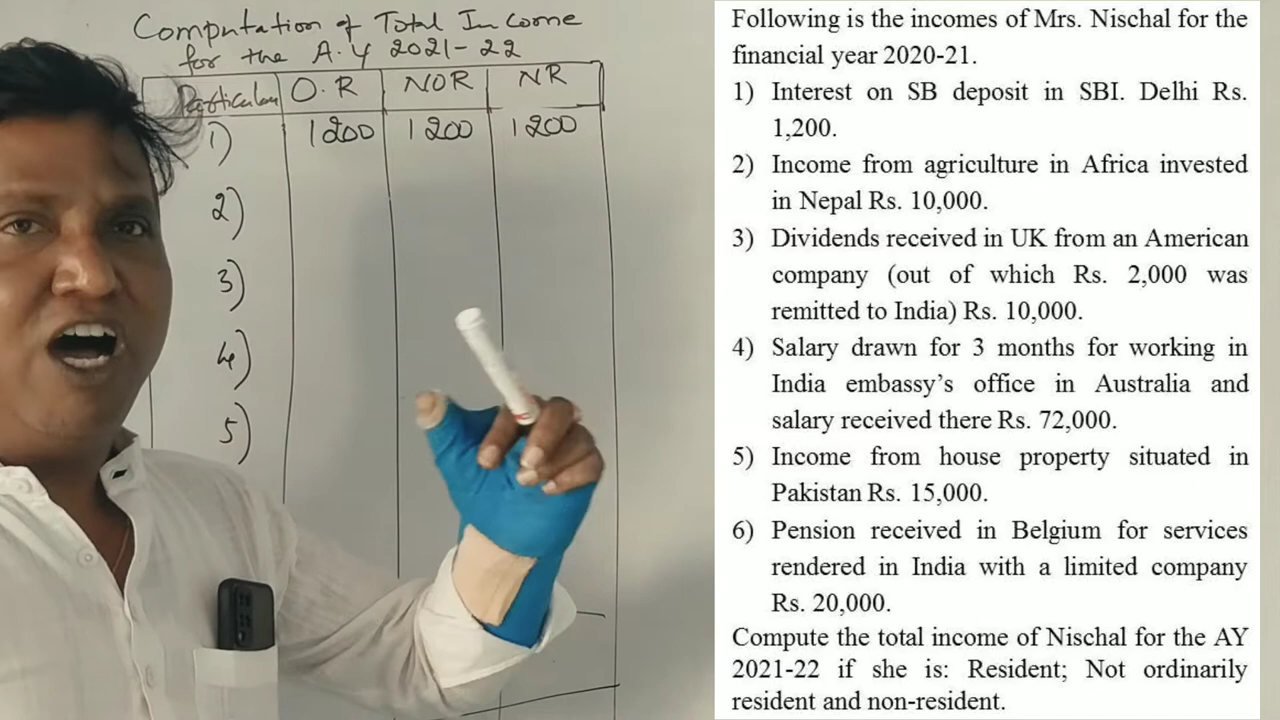 Computation of Total Income
for the A.Y 2021-22
Particulars O.R NOR NR
1) 1200 1200 1200
2)
3)
4)
5)
Following is the incomes of Mrs. Nischal for the
financial year 2020-21.
1) Interest on SB deposit in SBI. Delhi Rs.
1,200.
2) Income from agriculture in Africa invested
in Nepal Rs. 10,000.
3) Dividends received in UK from an American
company (out of which Rs. 2,000 was
remitted to India) Rs. 10,000.
4) Salary drawn for 3 months for working in
India embassy’s office in Australia and
salary received there Rs. 72,000.
5) Income from house property situated in
Pakistan Rs. 15,000.
6) Pension received in Belgium for services
rendered in India with a limited company
Rs. 20,000.
Compute the total income of Nischal for the AY
2021-22 if she is: Resident; Not ordinarily
resident and non-resident.